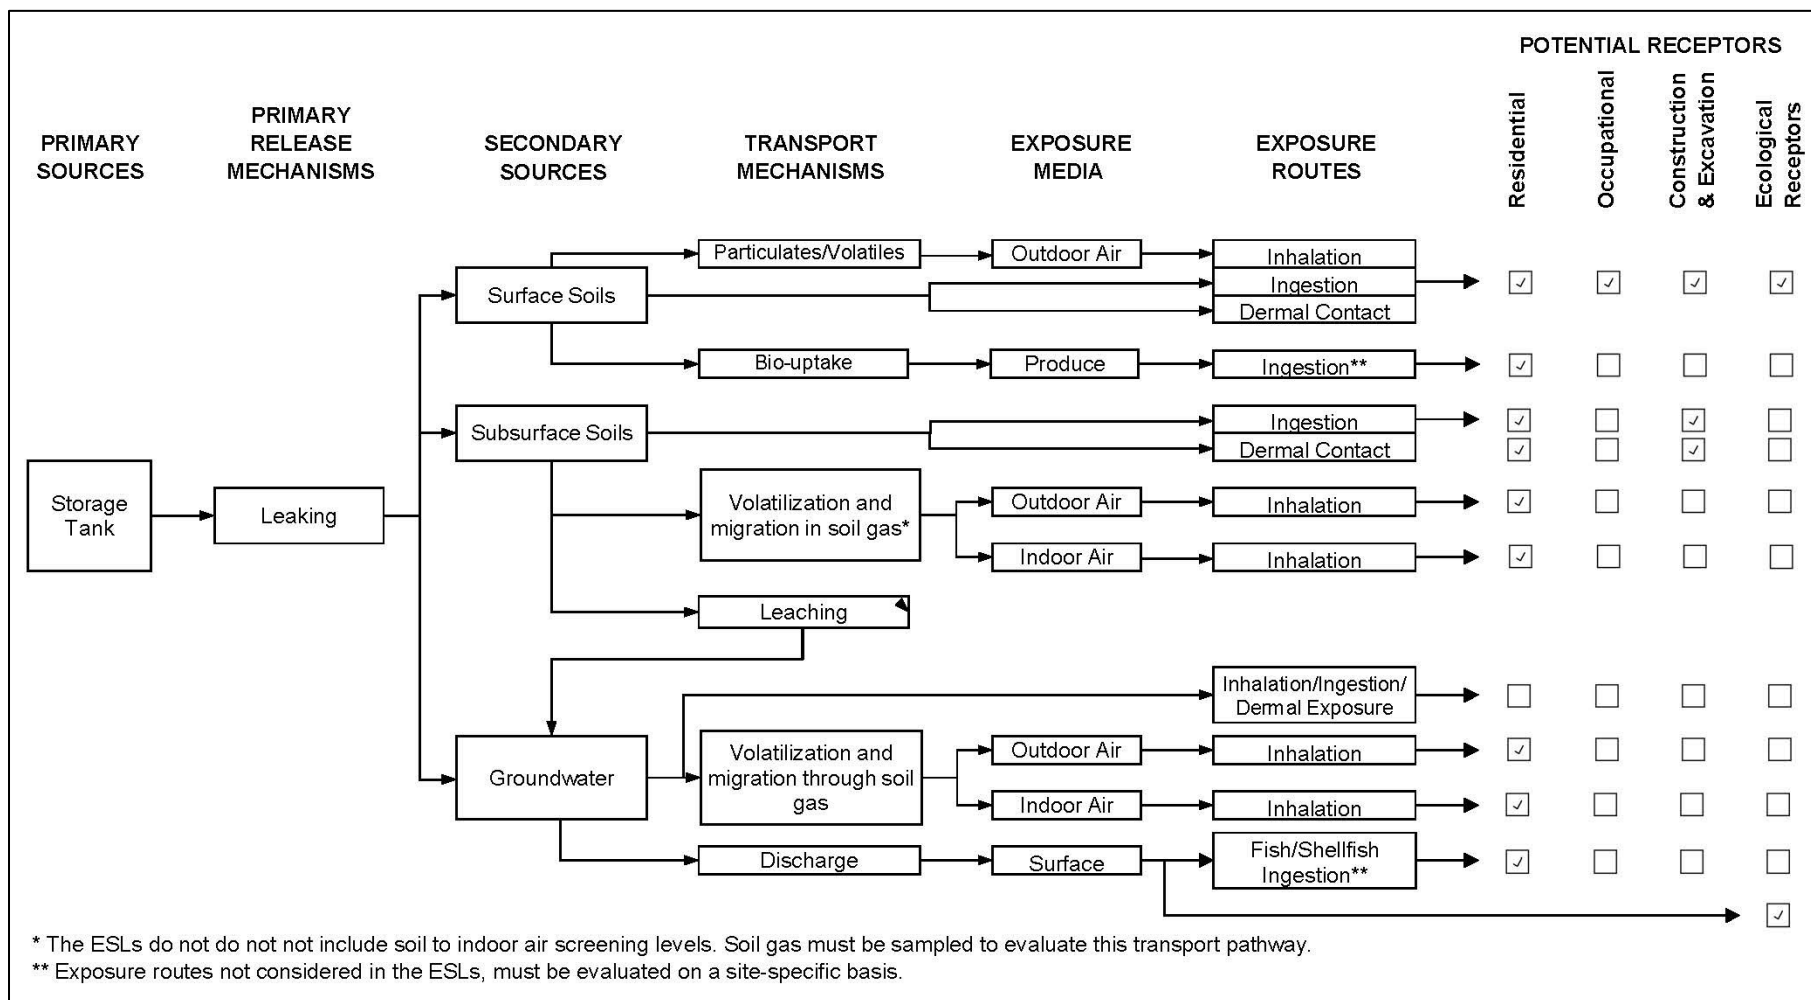 POTENTIAL RECEPTORS
PRIMARY
SOURCES
PRIMARY
RELEASE
MECHANISMS
SECONDARY
SOURCES
TRANSPORT
MECHANISMS
EXPOSURE
MEDIA
EXPOSURE
ROUTES
Residential
Occupational
Construction
& Excavation
Ecological
Receptors
Particulates/Volatiles
Outdoor Air
Inhalation
Surface Soils
Ingestion
Dermal Contact
Bio-uptake
Produce
Ingestion**
Subsurface Soils
Ingestion
Dermal Contact
Storage
Tank
Leaking
Volatilization and
migration in soil gas*
Outdoor Air
Inhalation
Indoor Air
Inhalation
Leaching
Inhalation/Ingestion/
Dermal Exposure
Groundwater
Volatilization and
migration through soil
gas
Outdoor Air
Inhalation
Indoor Air
Inhalation
Discharge
Surface
Fish/Shellfish
Ingestion**
* The ESLs do not do not not include soil to indoor air screening levels. Soil gas must be sampled to evaluate this transport pathway.
** Exposure routes not considered in the ESLs, must be evaluated on a site-specific basis.